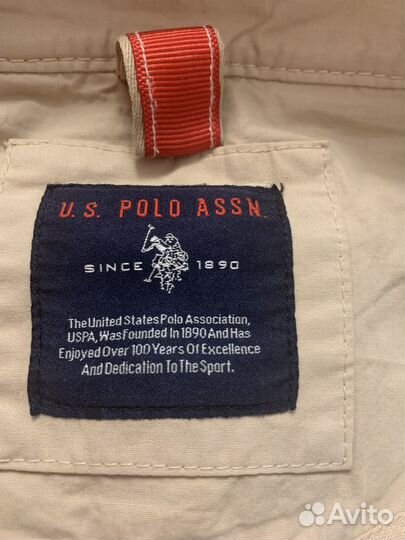 U.S. POLO ASSN.
SINCE 1890
The United States Polo Association,
USPA, Was Founded In 1890 And Has
Enjoyed Over 100 Years Of Excellence
And Dedication To The Sport.
Avito